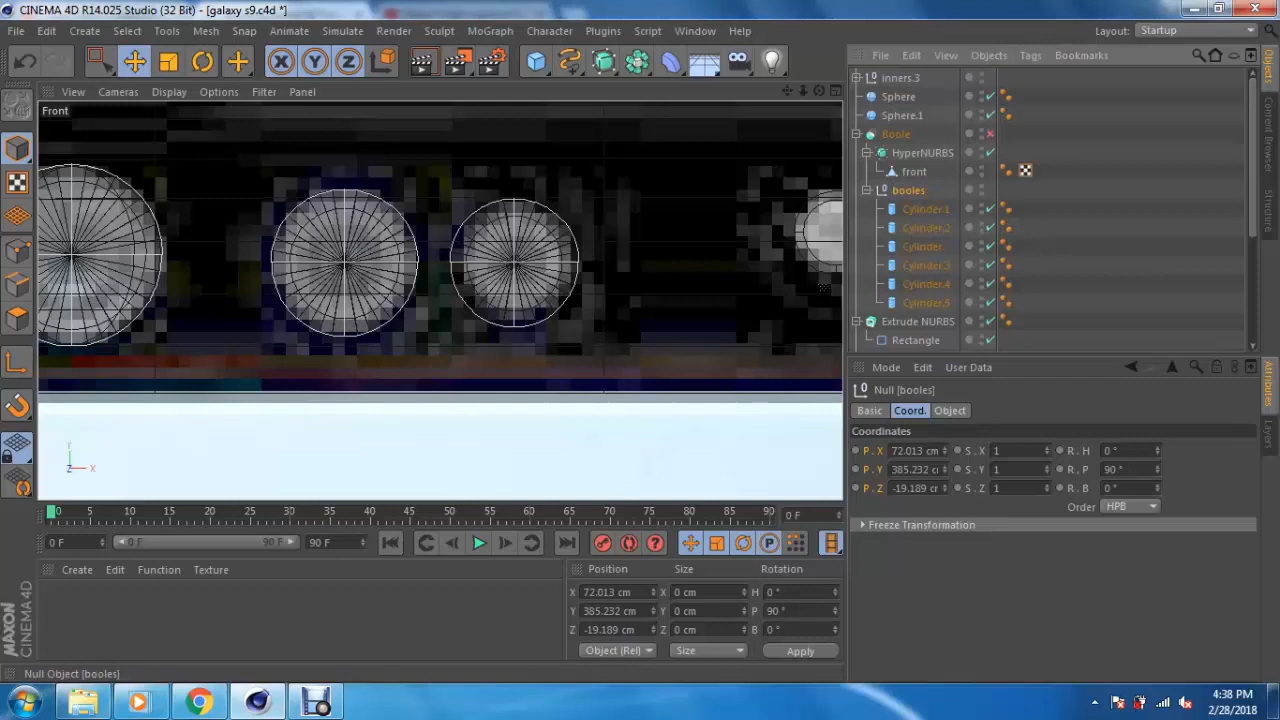 CINEMA 4D R14.025 Studio (32 Bit) - [galaxy s9.c4d *]
File Edit Create Select Tools Mesh Snap Animate Simulate Render Sculpt MoGraph Character Plugins Script Window Help
Layout: Startup
X Y Z
File Edit View Objects Tags Bookmarks
View Cameras Display Options Filter Panel
Front
inners.3
Sphere
Sphere.1
Boole
HyperNURBS
front
booles
Cylinder.1
Cylinder.2
Cylinder
Cylinder.3
Cylinder.4
Cylinder.5
Extrude NURBS
Rectangle
Objects
Content Browser
Structure
Mode Edit User Data
Null [booles]
Basic Coord. Object
Coordinates
P . X 72.013 cm S . X 1 R . H 0 °
P . Y 385.232 c S . Y 1 R . P 90 °
P . Z -19.189 cr S . Z 1 R . B 0 °
Order HPB
Freeze Transformation
Attributes
Layers
Y
Z X
0 5 10 15 20 25 30 35 40 45 50 55 60 65 70 75 80 85 90
0 F
0 F 0 F 90 F 90 F
Create Edit Function Texture
Position Size Rotation
X 72.013 cm X 0 cm H 0 °
Y 385.232 cm Y 0 cm P 90 °
Z -19.189 cm Z 0 cm B 0 °
Object (Rel) Size Apply
MAXON CINEMA 4D
Null Object [booles]
4:38 PM
2/28/2018